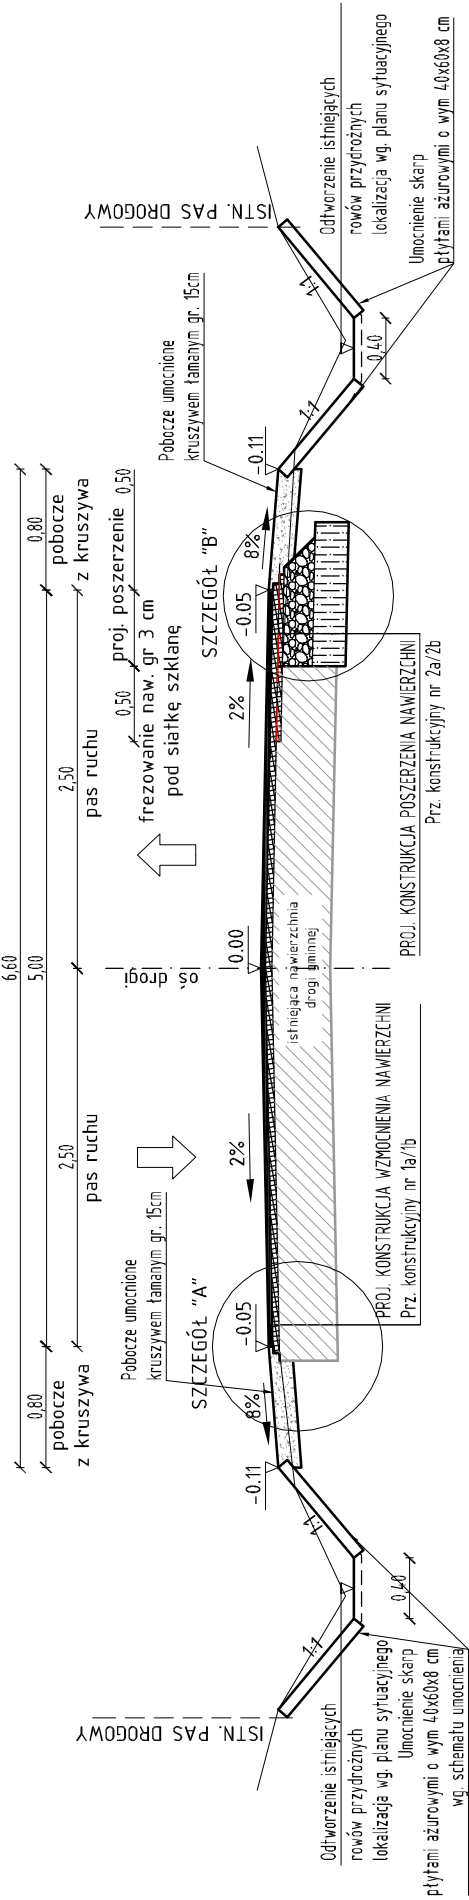 6,60
5,00
0,80
pobocze
z kruszywa
2,50
pas ruchu
2,50
pas ruchu
0,80
pobocze
z kruszywa
0,50
proj. poszerzenie
0,50
frezowanie naw. gr 3 cm
pod siatkę szklaną
ISTN. PAS DROGOWY
Pobocze umocnione
kruszywem łamanym gr. 15cm
SZCZEGÓŁ "A"
oś drogi
SZCZEGÓŁ "B"
Pobocze umocnione
kruszywem łamanym gr. 15cm
ISTN. PAS DROGOWY
-0.11
8%
-0.05
2%
0.00
2%
-0.05
8%
-0.11
1:1
1:1
1:1
1:1
istniejąca nawierzchnia
drogi gminnej
0,40
0,40
Odtworzenie istniejących
rowów przydrożnych
lokalizacja wg. planu sytuacyjnego
Umocnienie skarp
płytami ażurowymi o wym 40x60x8 cm
wg. schematu umocnienia
PROJ. KONSTRUKCJA WZMOCNIENIA NAWIERZCHNI
Prz. konstrukcyjny nr 1a/1b
PROJ. KONSTRUKCJA POSZERZENIA NAWIERZCHNI
Prz. konstrukcyjny nr 2a/2b
Odtworzenie istniejących
rowów przydrożnych
lokalizacja wg. planu sytuacyjnego
Umocnienie skarp
płytami ażurowymi o wym 40x60x8 cm